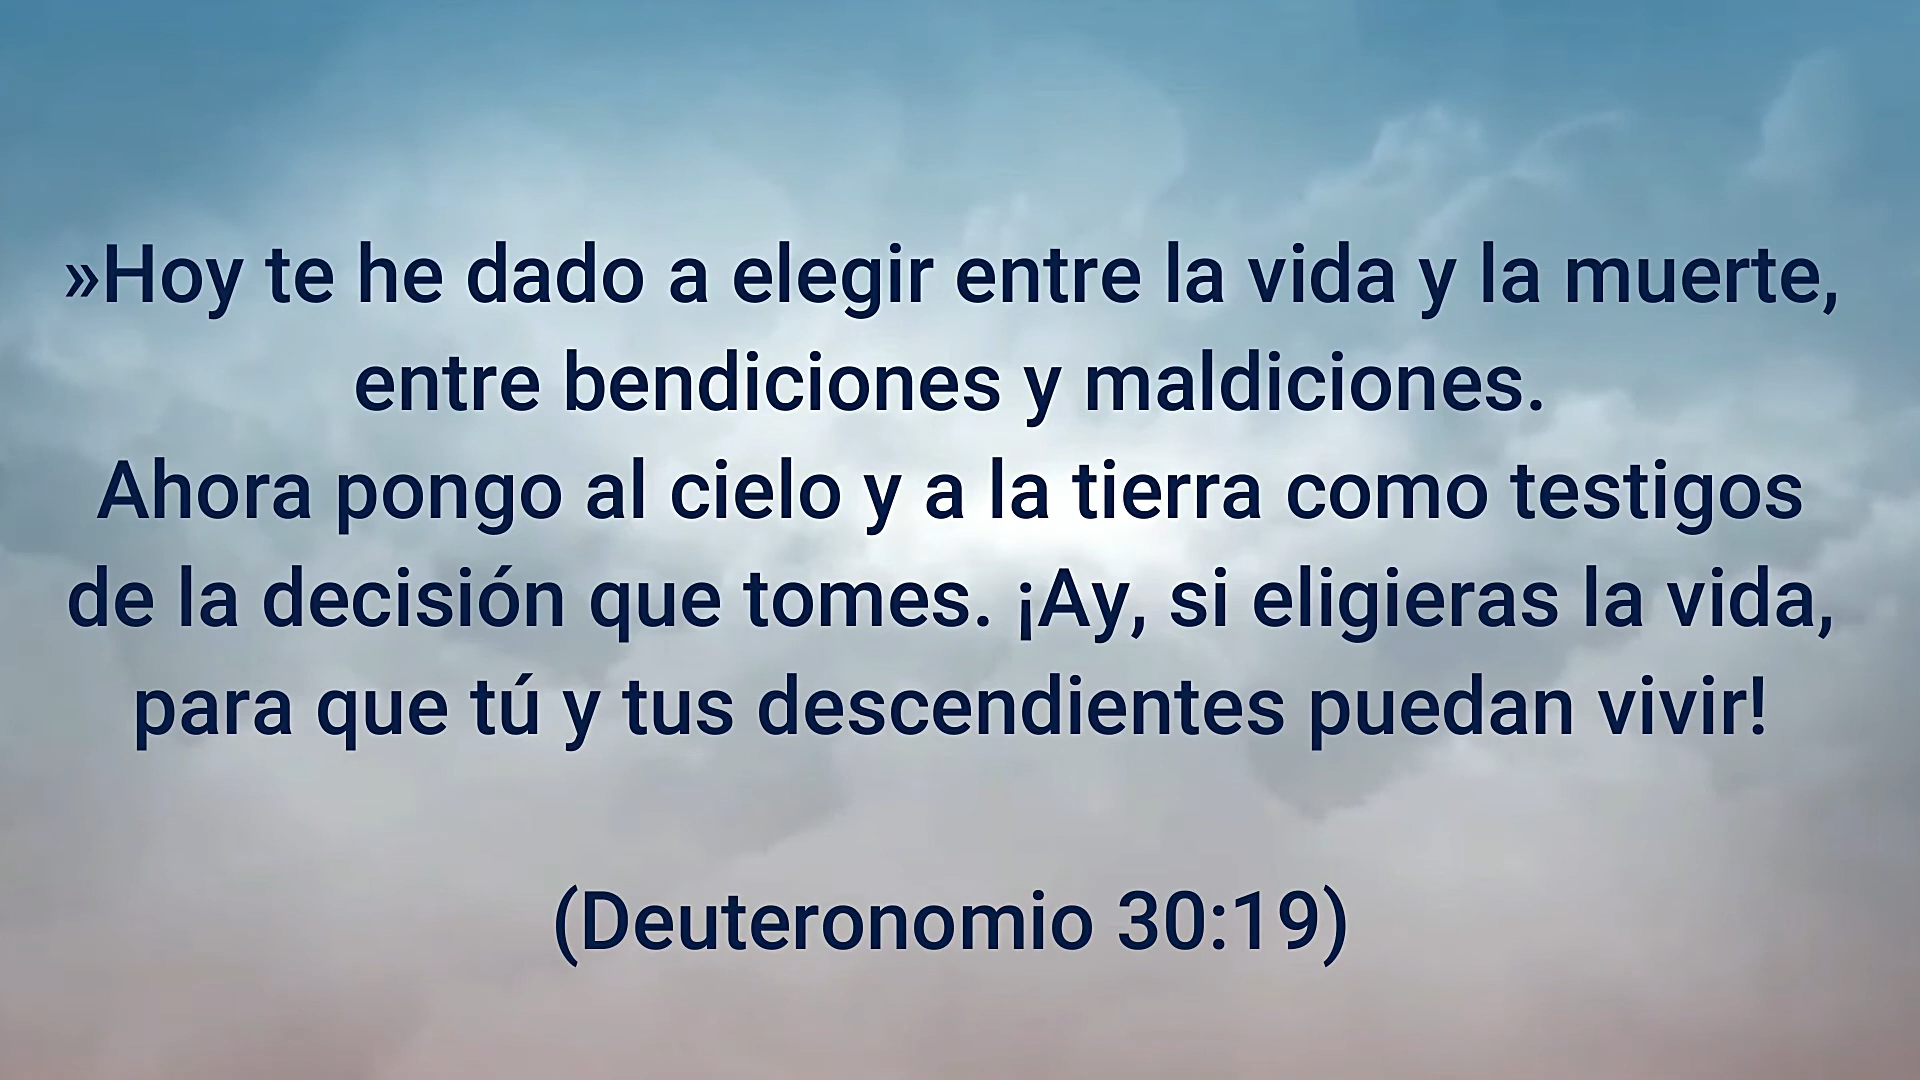 »Hoy te he dado a elegir entre la vida y la muerte,
entre bendiciones y maldiciones.
Ahora pongo al cielo y a la tierra como testigos
de la decisión que tomes. ¡Ay, si eligieras la vida,
para que tú y tus descendientes puedan vivir!
(Deuteronomio 30:19)